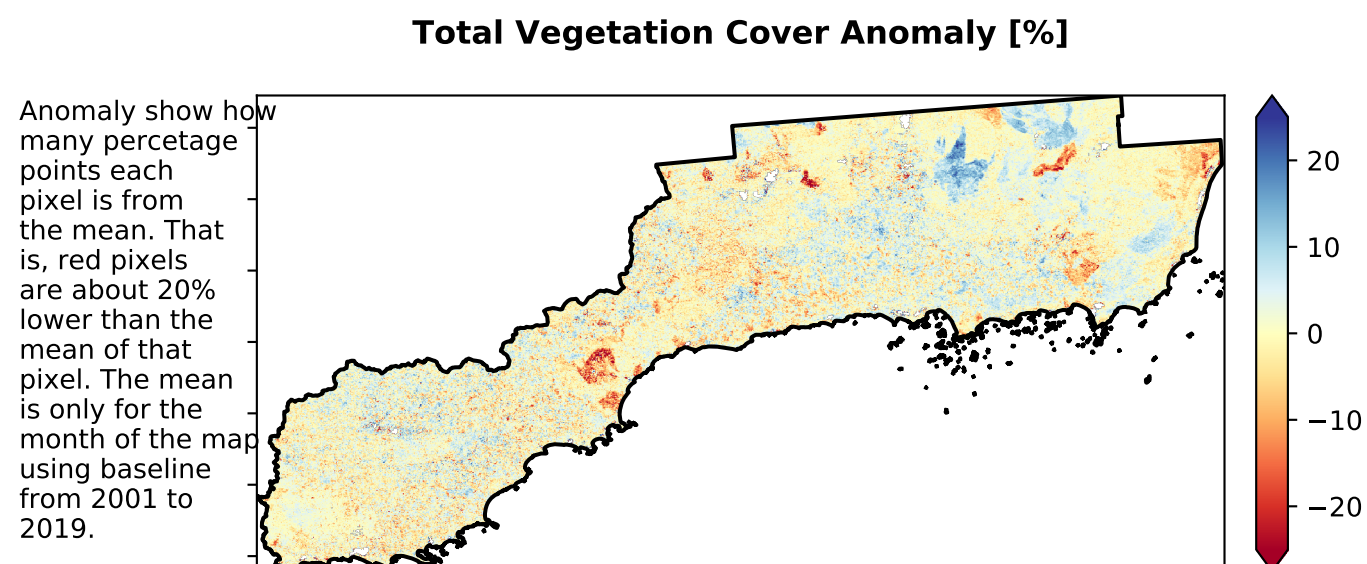 Total Vegetation Cover Anomaly [%]
Anomaly show how
many percetage
points each
pixel is from
the mean. That
is, red pixels
are about 20%
lower than the
mean of that
pixel. The mean
is only for the
month of the map
using baseline
from 2001 to
2019.
20
10
0
−10
−20